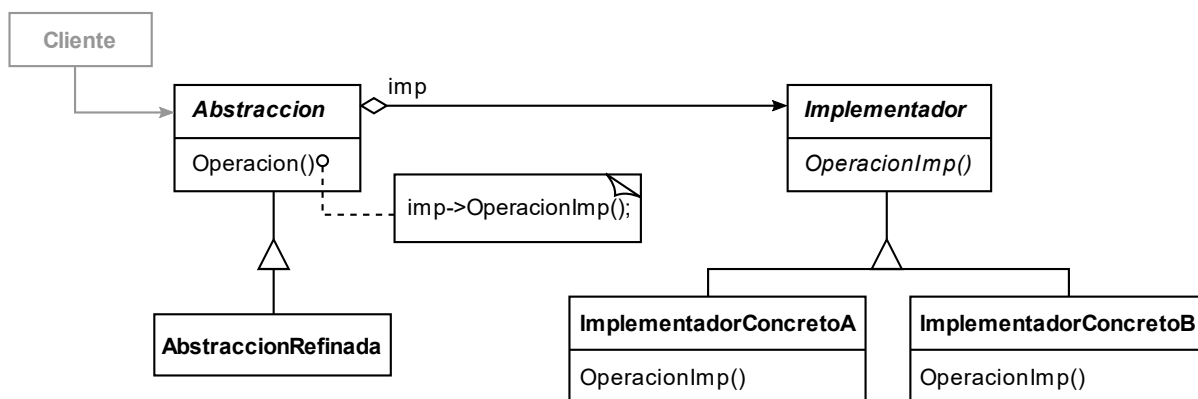 Cliente
imp
Abstraccion
Implementador
Operacion()
OperacionImp()
imp->OperacionImp();
AbstraccionRefinada
ImplementadorConcretoA
ImplementadorConcretoB
OperacionImp()
OperacionImp()